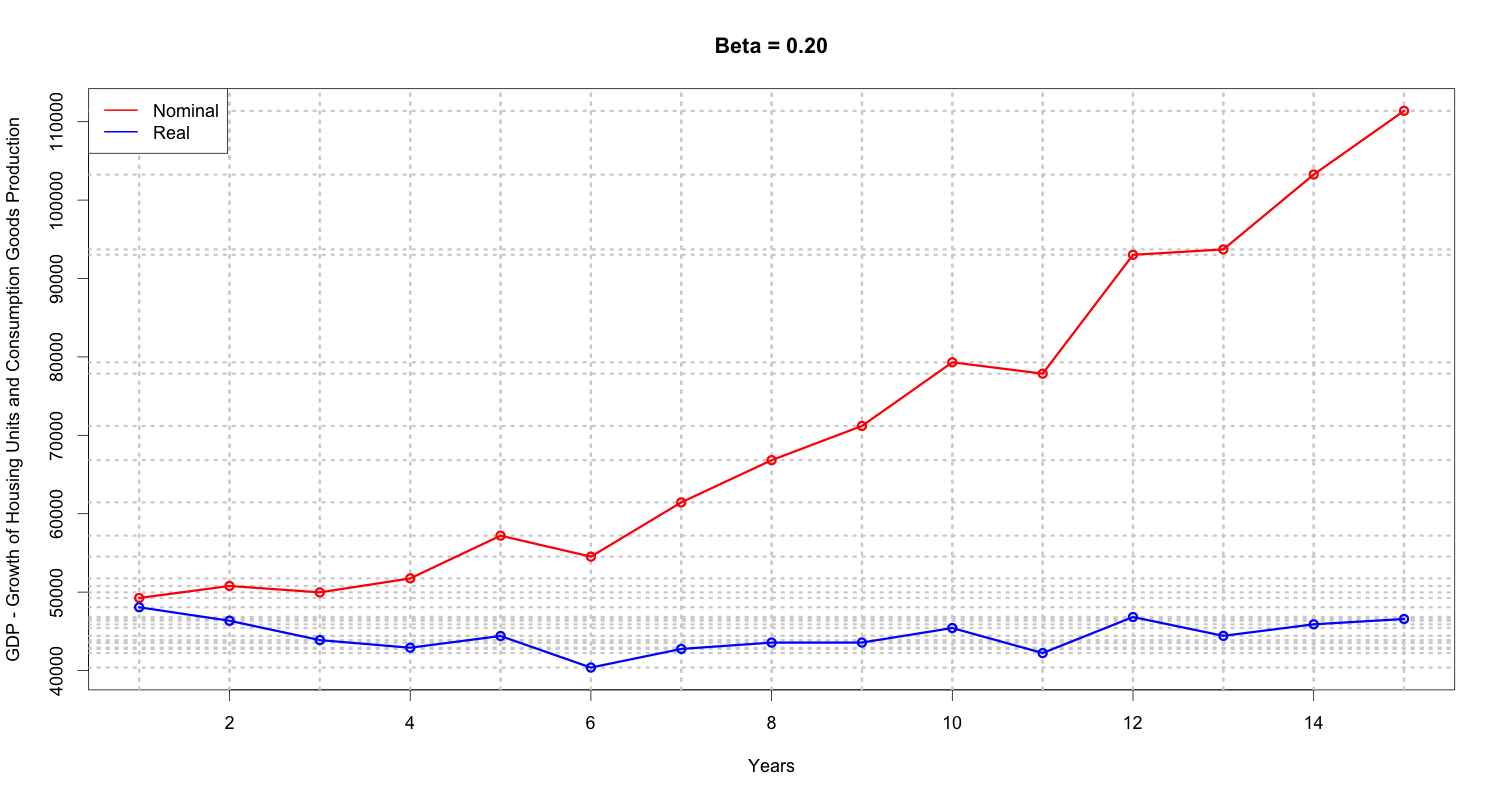 Beta = 0.20
Nominal
Real
GDP - Growth of Housing Units and Consumption Goods Production
110000
100000
90000
80000
70000
60000
50000
40000
2 4 6 8 10 12 14
Years